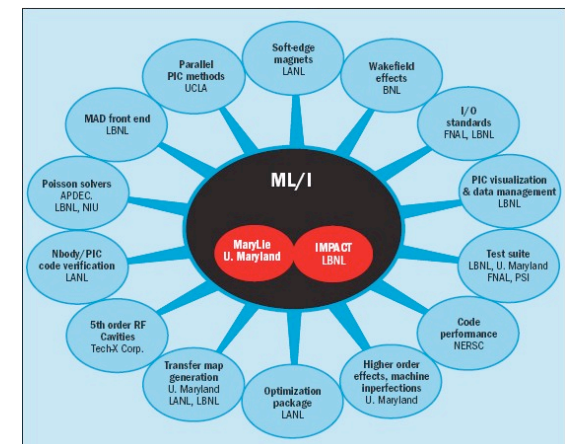 Soft-edge
magnets
LANL
Wakefield
effects
BNL
I/O
standards
FNAL, LBNL
PIC visualization
& data management
LBNL
Test suite
LBNL, U. Maryland
FNAL, PSI
Code
performance
NERSC
Higher order
effects, machine
inperfections
U. Maryland
Optimization
package
LANL
Transfer map
generation
U. Maryland
LANL, LBNL
5th order RF
Cavities
Tech-X Corp.
Nbody/PIC
code verification
LANL
Poisson solvers
APDEC.
LBNL, NIU
MAD front end
LBNL
Parallel
PIC methods
UCLA
ML/I
MaryLie
U. Maryland
IMPACT
LBNL